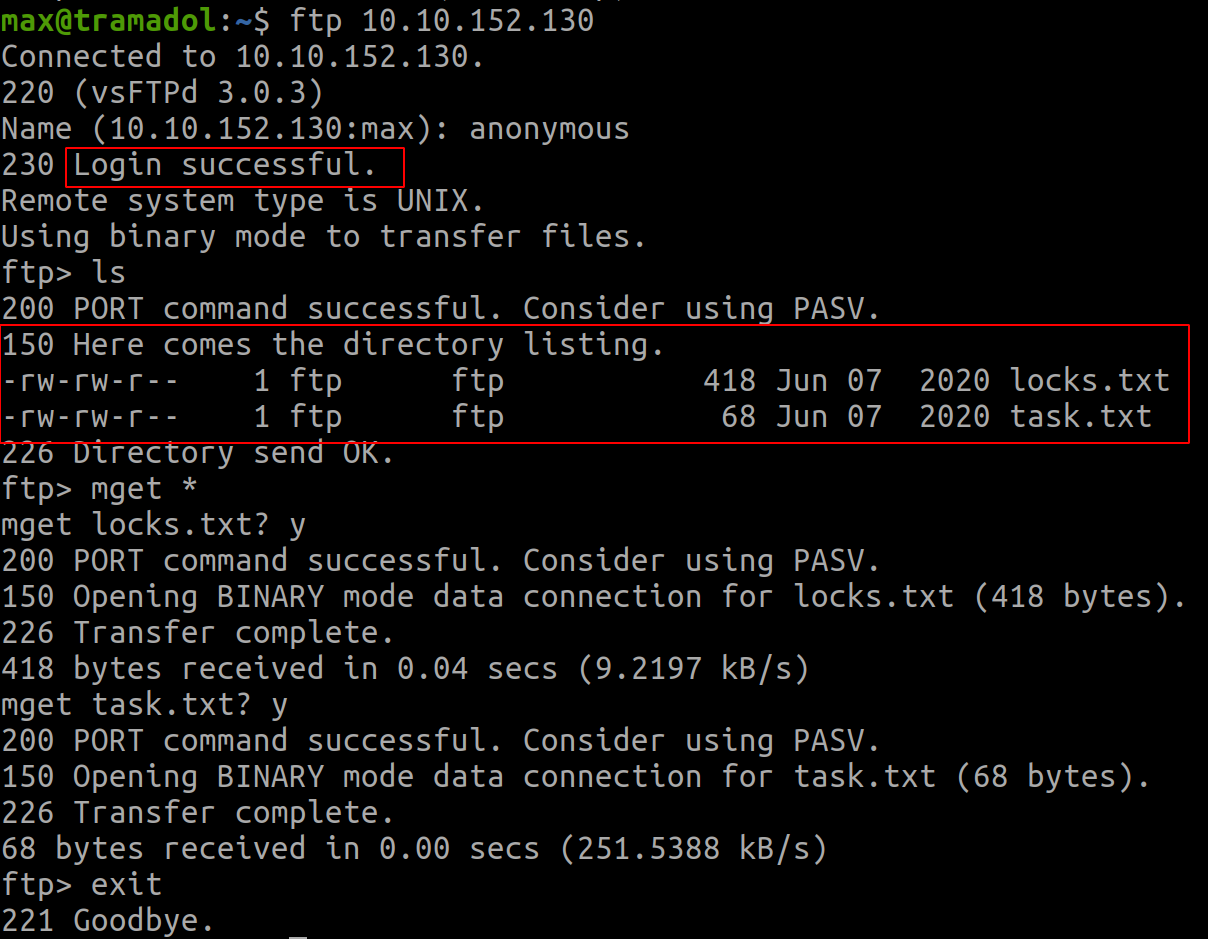 max@tramadol:~$ ftp 10.10.152.130
Connected to 10.10.152.130.
220 (vsFTPd 3.0.3)
Name (10.10.152.130:max): anonymous
230 Login successful.
Remote system type is UNIX.
Using binary mode to transfer files.
ftp> ls
200 PORT command successful. Consider using PASV.
150 Here comes the directory listing.
-rw-rw-r--    1 ftp      ftp           418 Jun 07  2020 locks.txt
-rw-rw-r--    1 ftp      ftp            68 Jun 07  2020 task.txt
226 Directory send OK.
ftp> mget *
mget locks.txt? y
200 PORT command successful. Consider using PASV.
150 Opening BINARY mode data connection for locks.txt (418 bytes).
226 Transfer complete.
418 bytes received in 0.04 secs (9.2197 kB/s)
mget task.txt? y
200 PORT command successful. Consider using PASV.
150 Opening BINARY mode data connection for task.txt (68 bytes).
226 Transfer complete.
68 bytes received in 0.00 secs (251.5388 kB/s)
ftp> exit
221 Goodbye.